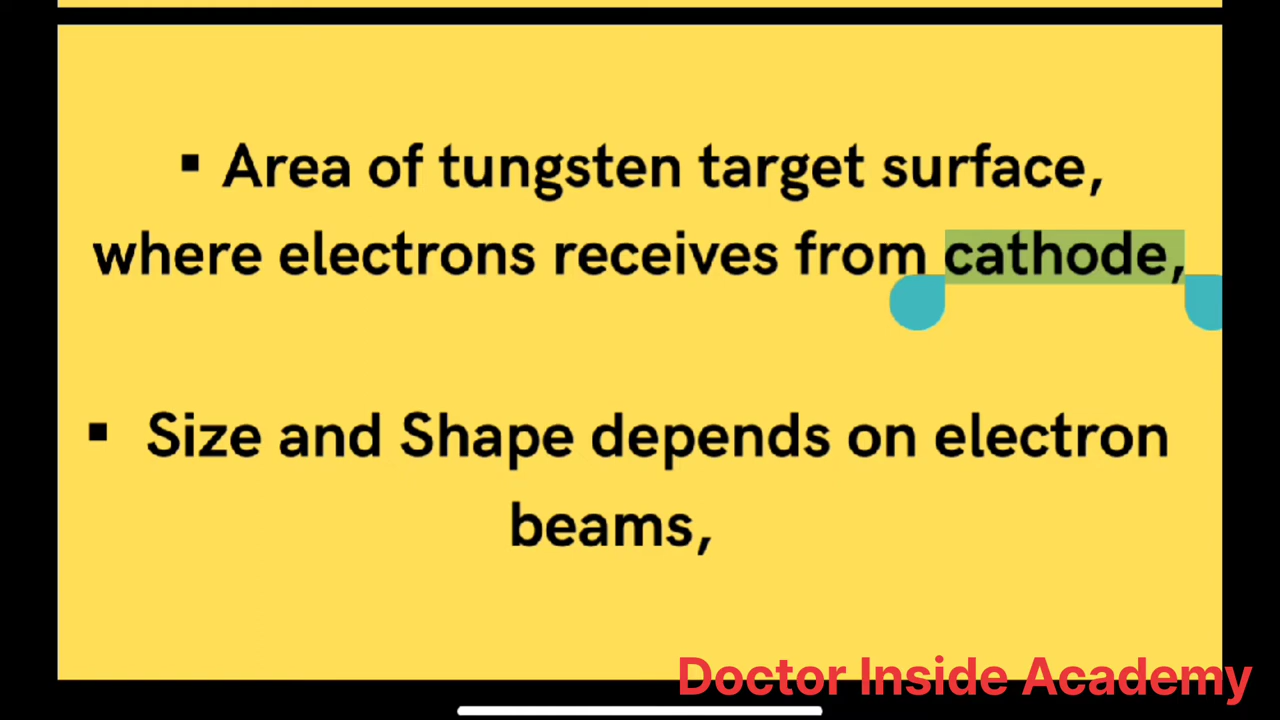 ▪ Area of tungsten target surface,
where electrons receives from cathode,
▪ Size and Shape depends on electron
beams,
Doctor Inside Academy